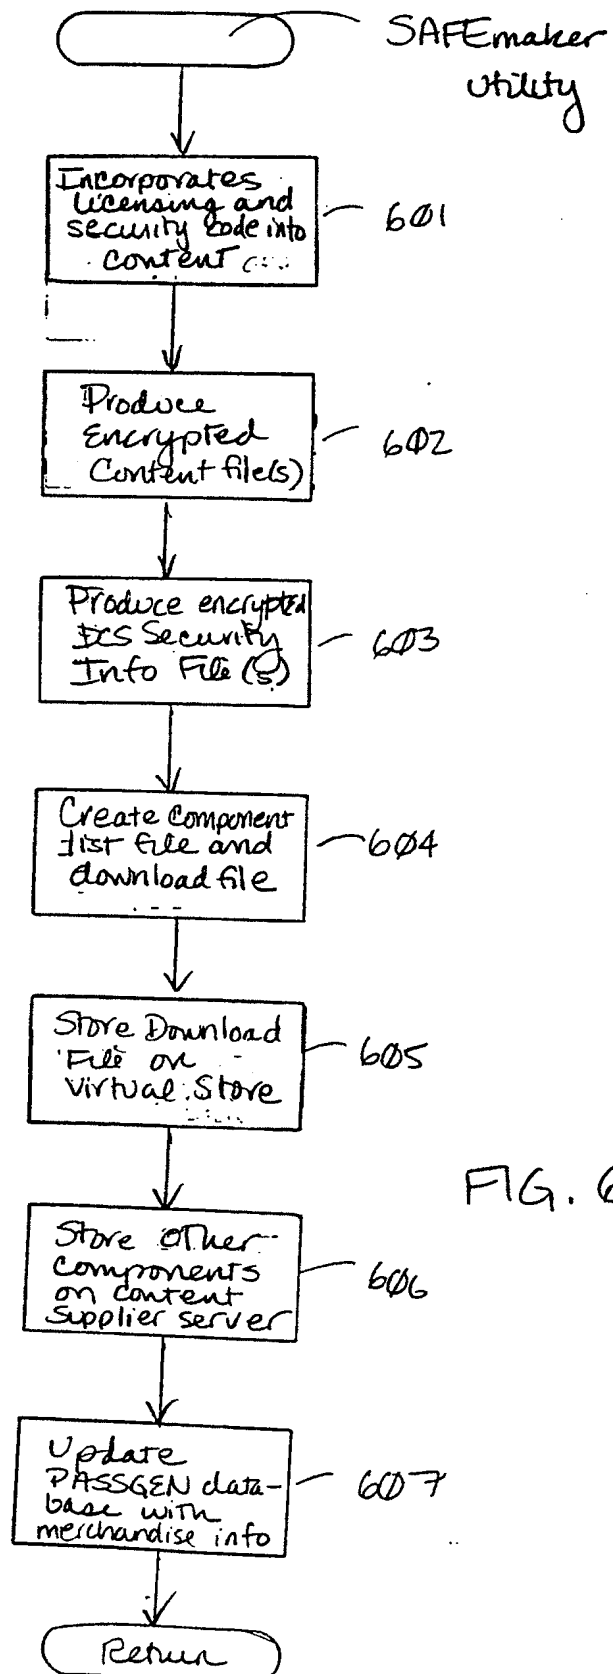 SAFEmaker
Utility
Incorporates
licensing and
security code into
content
601
Produce
Encrypted
Content file(s)
602
Produce encrypted
DCS Security
Info File(s)
603
Create component
list file and
download file
604
Store Download
File on
Virtual Store
605
Store other
components
on content
supplier server
606
Update
PASSGEN data-
base with
merchandise info
607
Return
FIG. 6